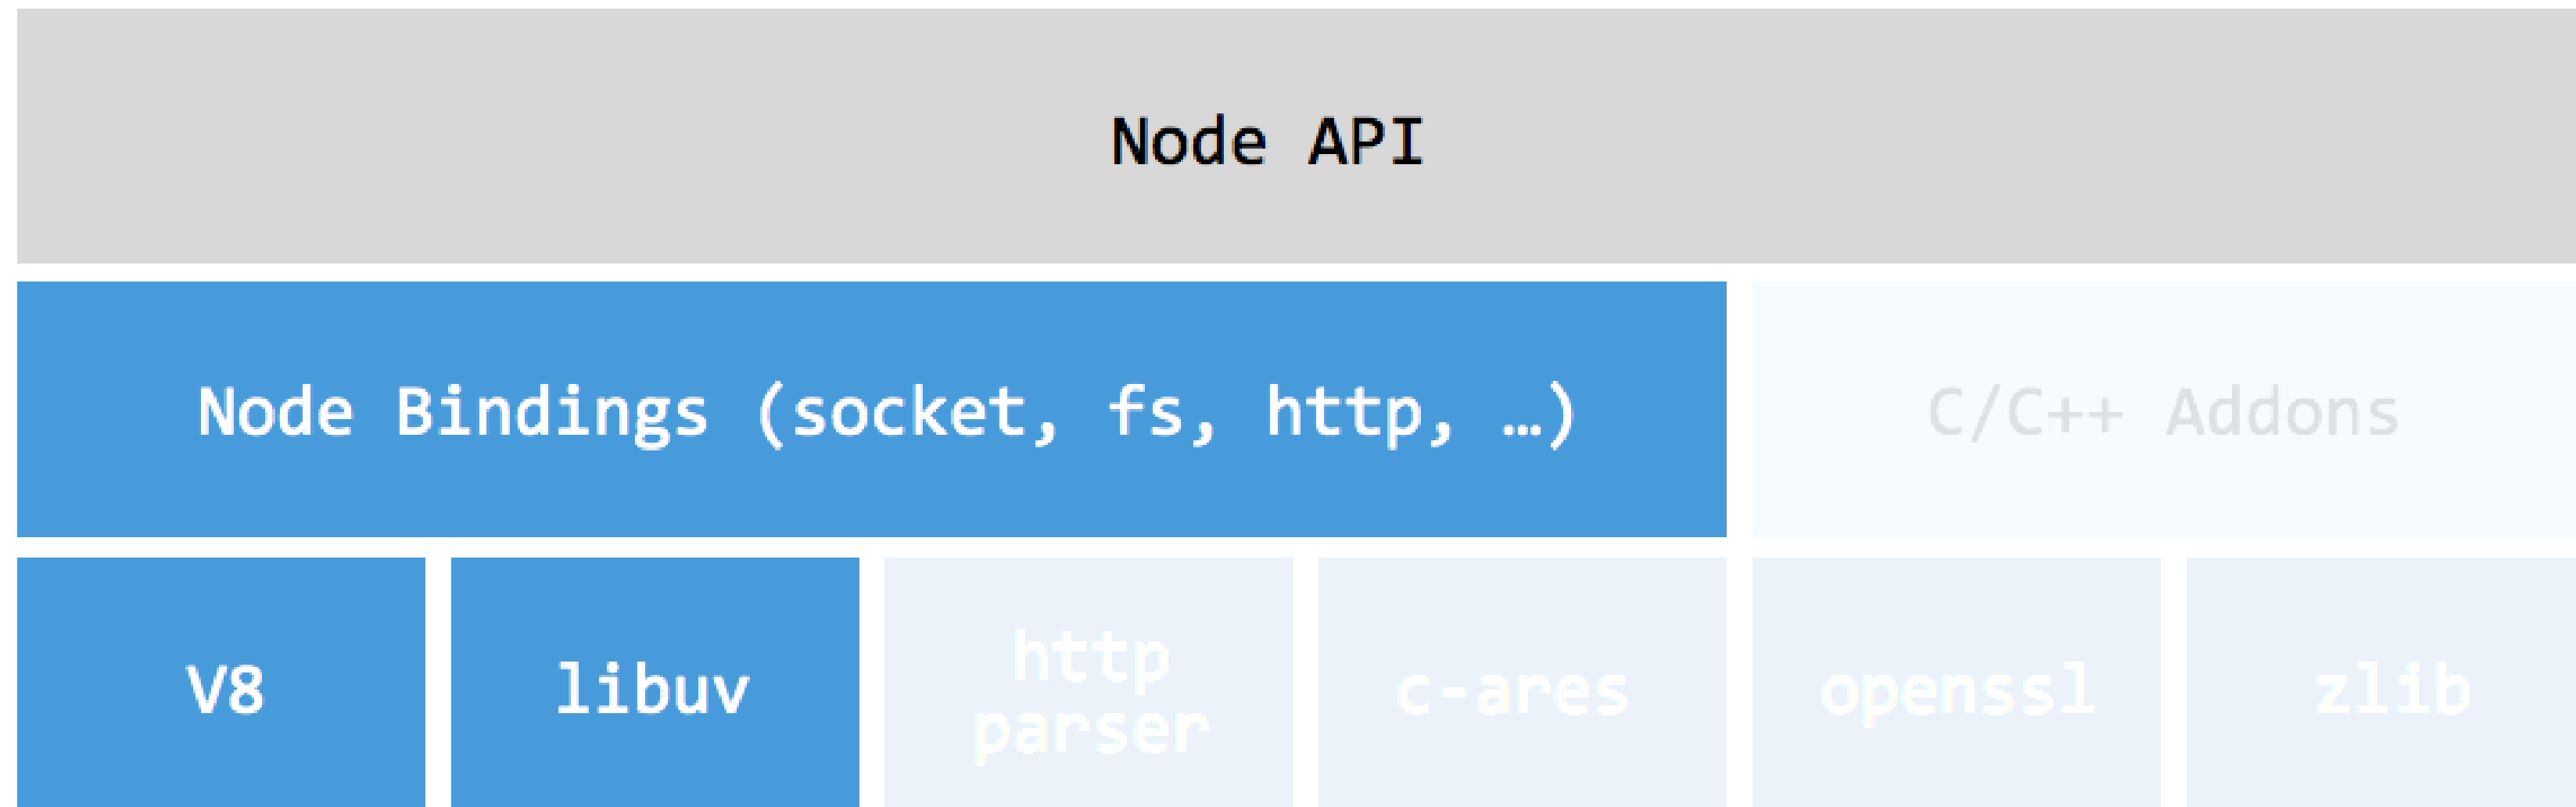 Node API
Node Bindings (socket, fs, http, …)
C/C++ Addons
V8
libuv
http
parser
c-ares
openssl
zlib